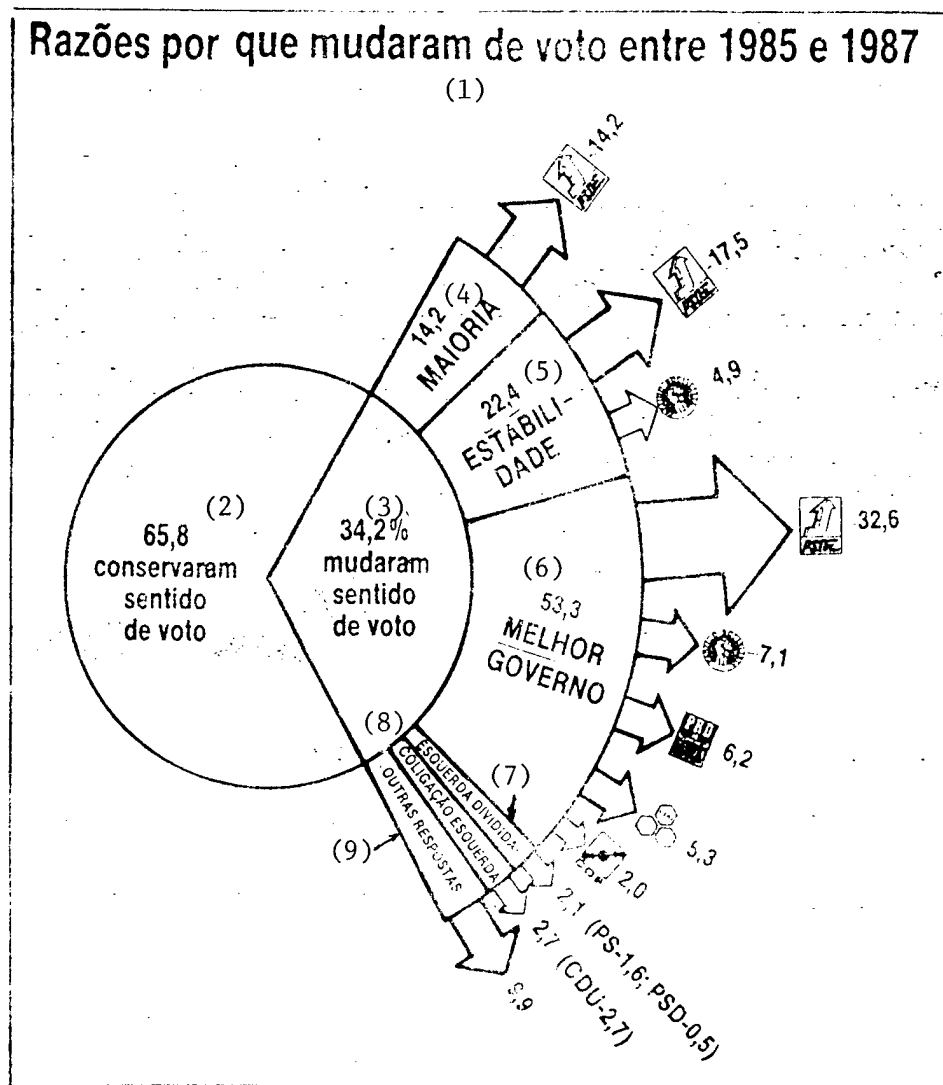 Razões por que mudaram de voto entre 1985 e 1987
(1)
14,2
17,5
(4)
14,2
MAIORIA
(5)
22,4
ESTABILI-
DADE
4,9
(2)
65,8
conservaram
sentido
de voto
(3)
34,2%
mudaram
sentido
de voto
(6)
53,3
MELHOR
GOVERNO
32,6
7,1
PRD
6,2
5,3
2,0
(7)
(8)
ESQUERDA DIVIDIDA
COLIGAÇÃO ESQUERDA
OUTRAS RESPOSTAS
(9)
2,1 (PS-1,6; PSD-0,5)
2,7 (CDU-2,7)